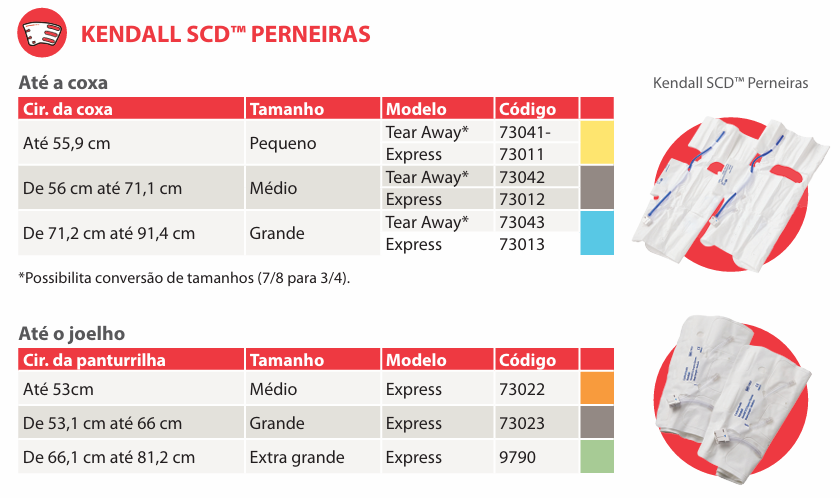 KENDALL SCD™ PERNEIRAS
Até a coxa
Kendall SCD™ Perneiras
Cir. da coxa Tamanho Modelo Código
Até 55,9 cm Pequeno Tear Away* 73041-
Express 73011
De 56 cm até 71,1 cm Médio Tear Away* 73042
Express 73012
De 71,2 cm até 91,4 cm Grande Tear Away* 73043
Express 73013
*Possibilita conversão de tamanhos (7/8 para 3/4).
Até o joelho
Cir. da panturrilha Tamanho Modelo Código
Até 53cm Médio Express 73022
De 53,1 cm até 66 cm Grande Express 73023
De 66,1 cm até 81,2 cm Extra grande Express 9790